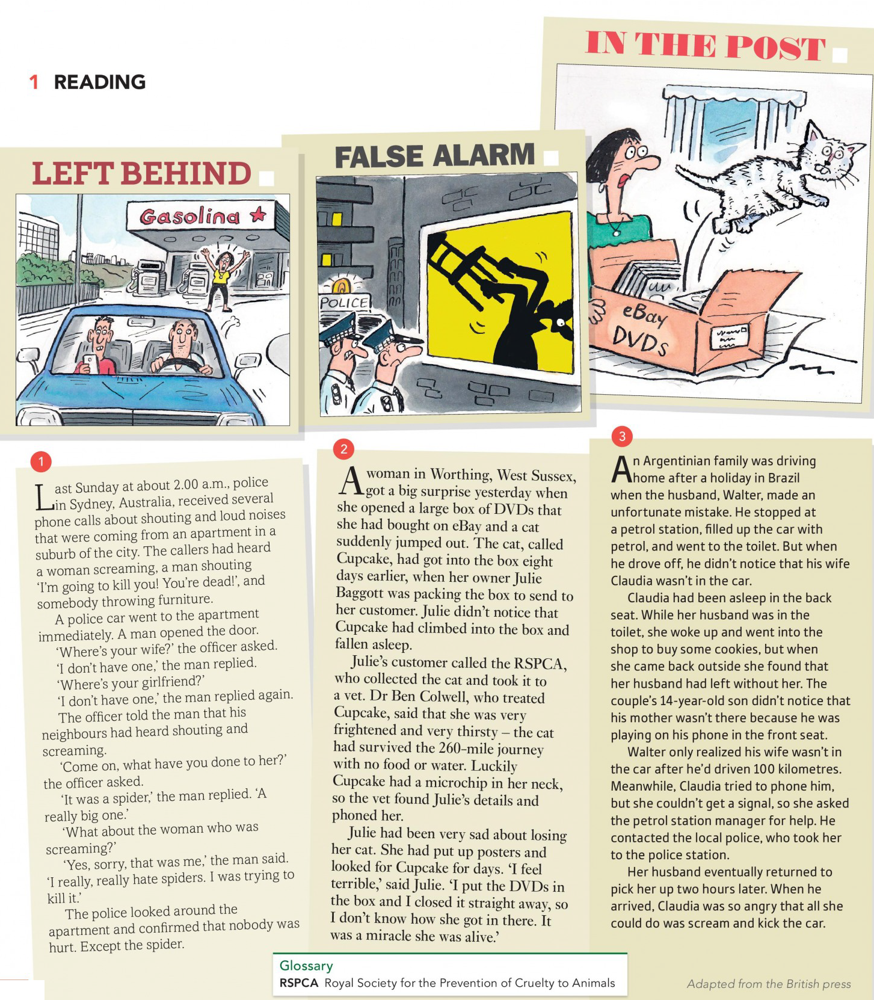 1 READING
LEFT BEHIND
Gasolina
FALSE ALARM
POLICE
IN THE POST
eBay
DVDs
1
Last Sunday at about 2.00 a.m., police
in Sydney, Australia, received several
phone calls about shouting and loud noises
that were coming from an apartment in a
suburb of the city. The callers had heard
a woman screaming, a man shouting
‘I’m going to kill you! You’re dead!’, and
somebody throwing furniture.
A police car went to the apartment
immediately. A man opened the door.
‘Where’s your wife?’ the officer asked.
‘I don’t have one,’ the man replied.
‘Where’s your girlfriend?’
‘I don’t have one,’ the man replied again.
The officer told the man that his
neighbours had heard shouting and
screaming.
‘Come on, what have you done to her?’
the officer asked.
‘It was a spider,’ the man replied. ‘A
really big one.’
‘What about the woman who was
screaming?’
‘Yes, sorry, that was me,’ the man said.
‘I really, really hate spiders. I was trying to
kill it.’
The police looked around the
apartment and confirmed that nobody was
hurt. Except the spider.
2
A woman in Worthing, West Sussex,
got a big surprise yesterday when
she opened a large box of DVDs that
she had bought on eBay and a cat
suddenly jumped out. The cat, called
Cupcake, had got into the box eight
days earlier, when her owner Julie
Baggott was packing the box to send to
her customer. Julie didn’t notice that
Cupcake had climbed into the box and
fallen asleep.
Julie’s customer called the RSPCA,
who collected the cat and took it to
a vet. Dr Ben Colwell, who treated
Cupcake, said that she was very
frightened and very thirsty – the cat
had survived the 260-mile journey
with no food or water. Luckily
Cupcake had a microchip in her neck,
so the vet found Julie’s details and
phoned her.
Julie had been very sad about losing
her cat. She had put up posters and
looked for Cupcake for days. ‘I feel
terrible,’ said Julie. ‘I put the DVDs in
the box and I closed it straight away, so
I don’t know how she got in there. It
was a miracle she was alive.’
3
An Argentinian family was driving
home after a holiday in Brazil
when the husband, Walter, made an
unfortunate mistake. He stopped at
a petrol station, filled up the car with
petrol, and went to the toilet. But when
he drove off, he didn’t notice that his wife
Claudia wasn’t in the car.
Claudia had been asleep in the back
seat. While her husband was in the
toilet, she woke up and went into the
shop to buy some cookies, but when
she came back outside she found that
her husband had left without her. The
couple’s 14-year-old son didn’t notice that
his mother wasn’t there because he was
playing on his phone in the front seat.
Walter only realized his wife wasn’t in
the car after he’d driven 100 kilometres.
Meanwhile, Claudia tried to phone him,
but she couldn’t get a signal, so she asked
the petrol station manager for help. He
contacted the local police, who took her
to the police station.
Her husband eventually returned to
pick her up two hours later. When he
arrived, Claudia was so angry that all she
could do was scream and kick the car.
Glossary
RSPCA Royal Society for the Prevention of Cruelty to Animals
Adapted from the British press